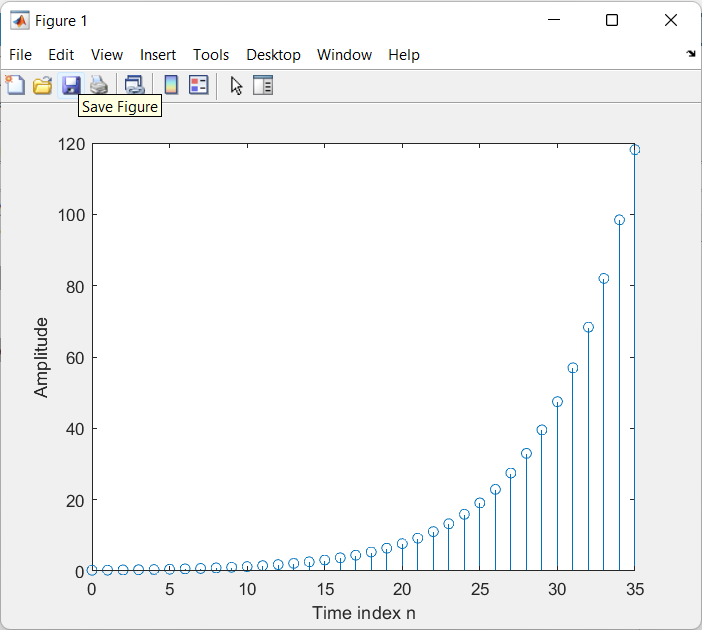 Figure 1
File Edit View Insert Tools Desktop Window Help
Save Figure
120
100
80
60
40
20
0
Amplitude
0 5 10 15 20 25 30 35
Time index n